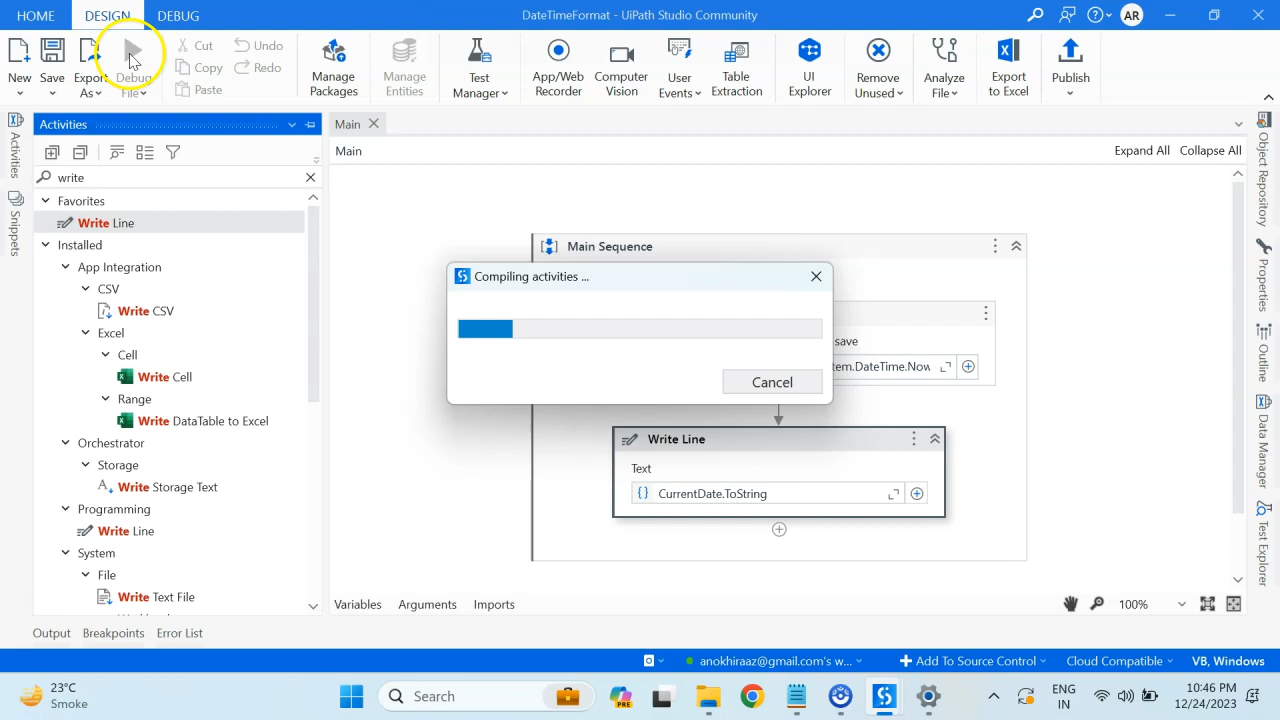 HOME DESIGN DEBUG DateTimeFormat - UiPath Studio Community AR
New Save Export As Debug File Cut Copy Paste Undo Redo Manage Packages Manage Entities Test Manager App/Web Recorder Computer Vision User Events Table Extraction UI Explorer Remove Unused Analyze File Export to Excel Publish
Activities
Main
Main
Expand All Collapse All
write
Favorites
Write Line
Installed
App Integration
CSV
Write CSV
Excel
Cell
Write Cell
Range
Write DataTable to Excel
Orchestrator
Storage
Write Storage Text
Programming
Write Line
System
File
Write Text File
Activities
Snippets
Main Sequence
Compiling activities ...
Cancel
save
tem.DateTime.Now
Write Line
Text
CurrentDate.ToString
Object Repository
Properties
Outline
Data Manager
Test Explorer
Variables Arguments Imports 100%
Output Breakpoints Error List
anokhiraaz@gmail.com's w... Add To Source Control Cloud Compatible VB, Windows
23°C
Smoke
Search
PRE
ENG
IN
10:46 PM
12/24/2023